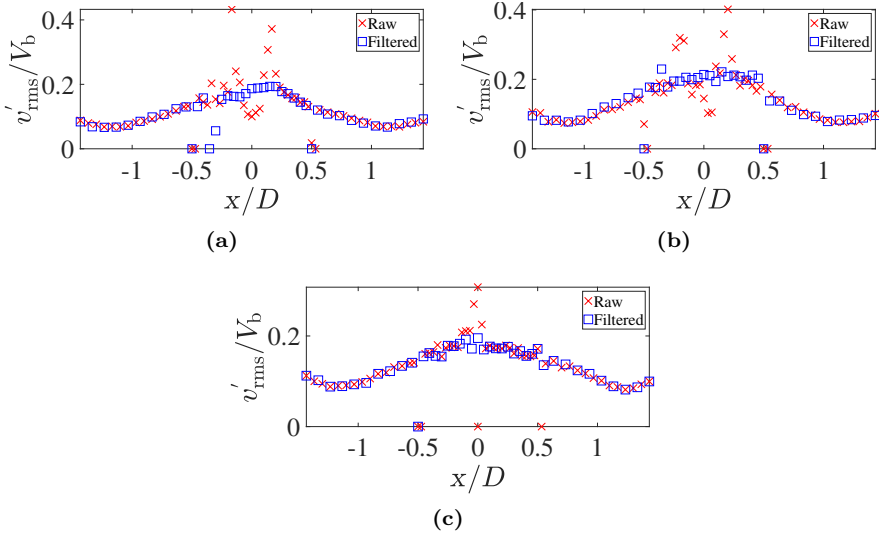 0.4
0.2
0
v′rms/Vb
Raw
Filtered
-1 -0.5 0 0.5 1
x/D
(a)
0.4
0.2
0
v′rms/Vb
Raw
Filtered
-1 -0.5 0 0.5 1
x/D
(b)
0.2
0
v′rms/Vb
Raw
Filtered
-1 -0.5 0 0.5 1
x/D
(c)